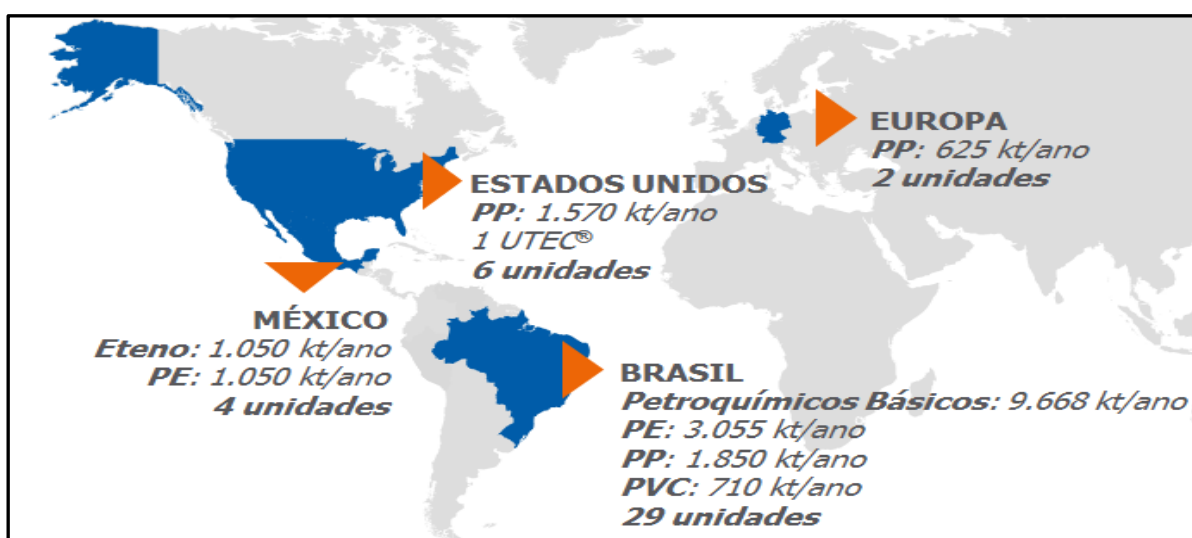 EUROPA
PP: 625 kt/ano
2 unidades
ESTADOS UNIDOS
PP: 1.570 kt/ano
1 UTEC®
6 unidades
MÉXICO
Eteno: 1.050 kt/ano
PE: 1.050 kt/ano
4 unidades
BRASIL
Petroquímicos Básicos: 9.668 kt/ano
PE: 3.055 kt/ano
PP: 1.850 kt/ano
PVC: 710 kt/ano
29 unidades